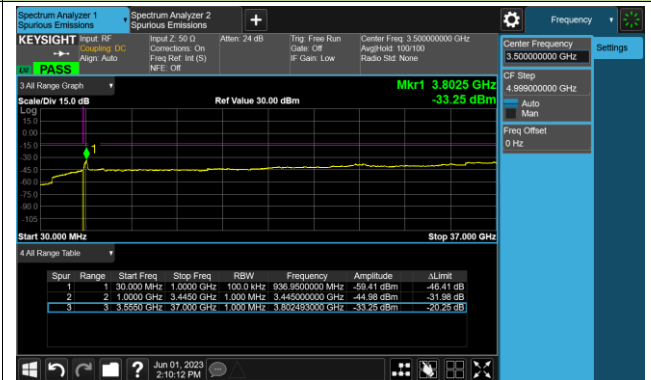 Spectrum Analyzer 1
Spurious Emissions
Spectrum Analyzer 2
Spurious Emissions
+
Frequency
KEYSIGHT
Input: RF
Coupling: DC
Align: Auto
Input Z: 50 Ω
Corrections: On
Freq Ref: Int (S)
NFE: Off
Atten: 24 dB
Trig: Free Run
Gate: Off
IF Gain: Low
Center Freq: 3.500000000 GHz
Avg|Hold: 100/100
Radio Std: None
PASS
Center Frequency
3.500000000 GHz
Settings
CF Step
4.999000000 GHz
Auto
Man
Freq Offset
0 Hz
3 All Range Graph
Mkr1 3.8025 GHz
Scale/Div 15.0 dB
Ref Value 30.00 dBm
-33.25 dBm
Log
15.0
0.00
-15.0
-30.0
-45.0
-60.0
-75.0
-90.0
-105
1
Start 30.000 MHz
Stop 37.000 GHz
4 All Range Table
Spur Range Start Freq Stop Freq RBW Frequency Amplitude ΔLimit
1 1 30.000 MHz 1.0000 GHz 100.0 kHz 936.9500000 MHz -59.41 dBm -46.41 dB
2 2 1.0000 GHz 3.4450 GHz 1.000 MHz 3.445000000 GHz -44.98 dBm -31.98 dB
3 3 3.5550 GHz 37.000 GHz 1.000 MHz 3.802493000 GHz -33.25 dBm -20.25 dB
?
Jun 01, 2023
2:10:12 PM